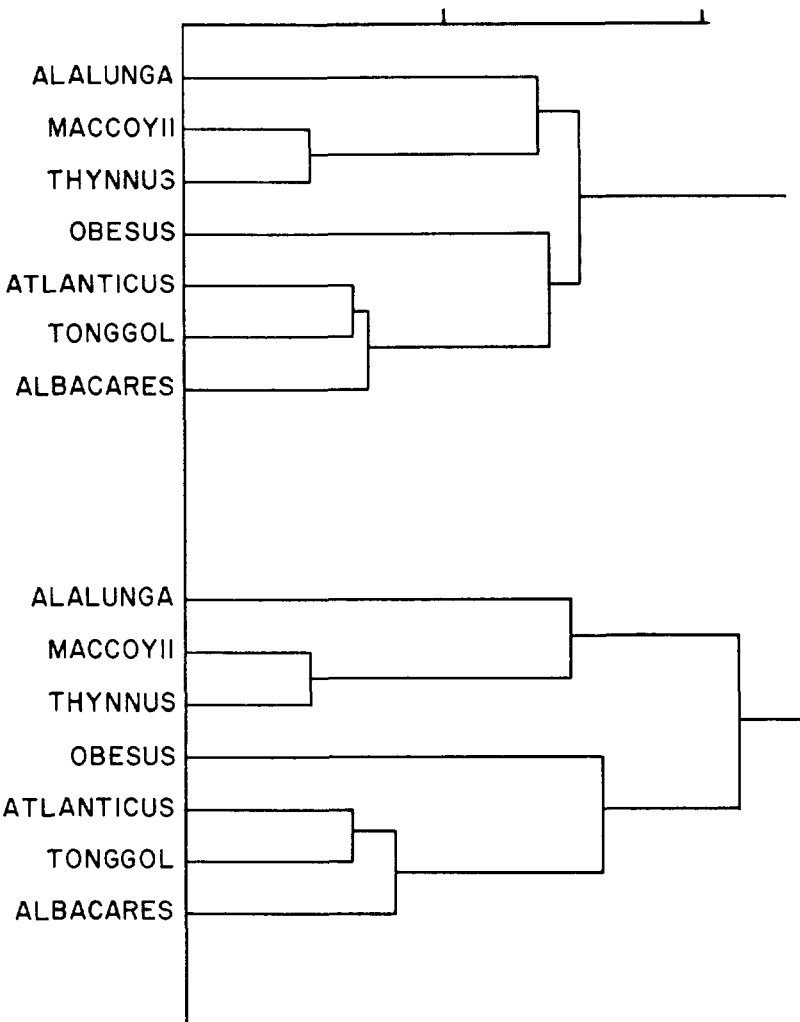 ALALUNGA
MACCOYII
THYNNUS
OBESUS
ATLANTICUS
TONGGOL
ALBACARES
ALALUNGA
MACCOYII
THYNNUS
OBESUS
ATLANTICUS
TONGGOL
ALBACARES